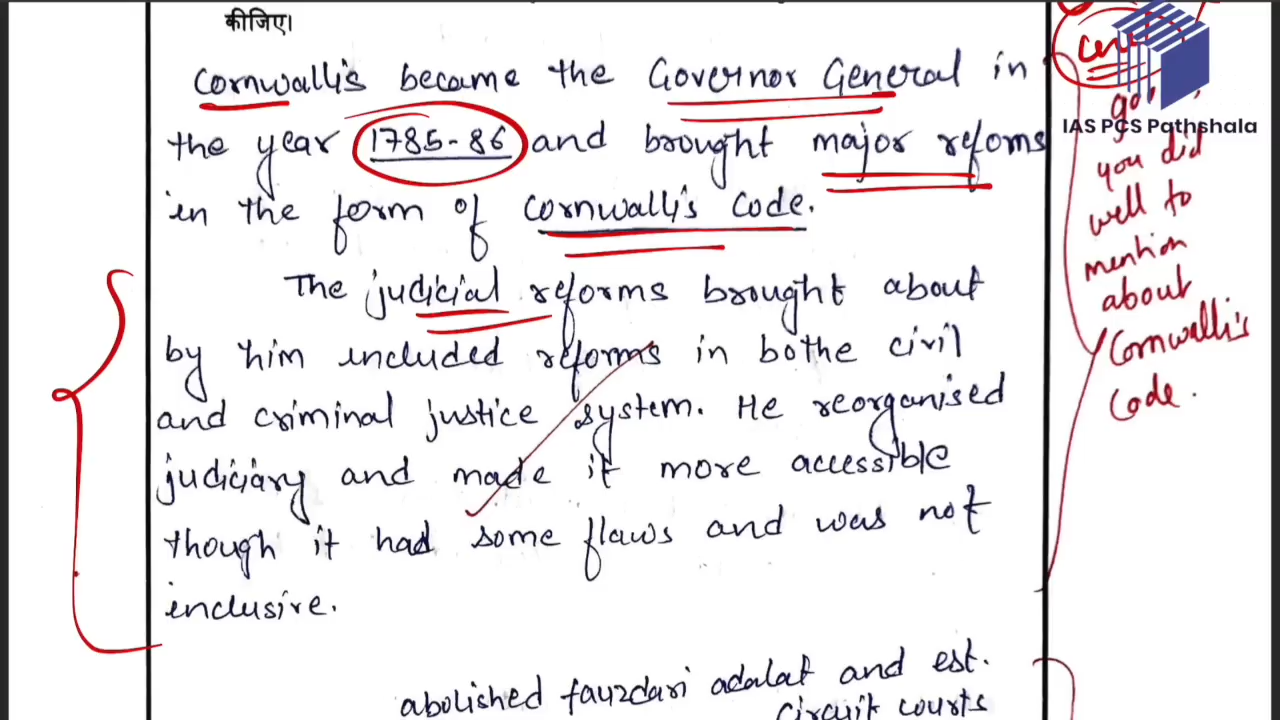 कीजिए।
Cornwallis became the Governor General in
the year 1785-86 and brought major refoms
in the form of Cornwallis Code.
The judicial reforms brought about
by him included reforms in bothe civil
and criminal justice system. He reorganised
judiciary and made it more accessible
though it had some flaws and was not
inclusive.
abolished fauzdari adalat and est.
circuit courts
IAS PCS Pathshala
you did
well to
mention
about
Cornwallis
Code.